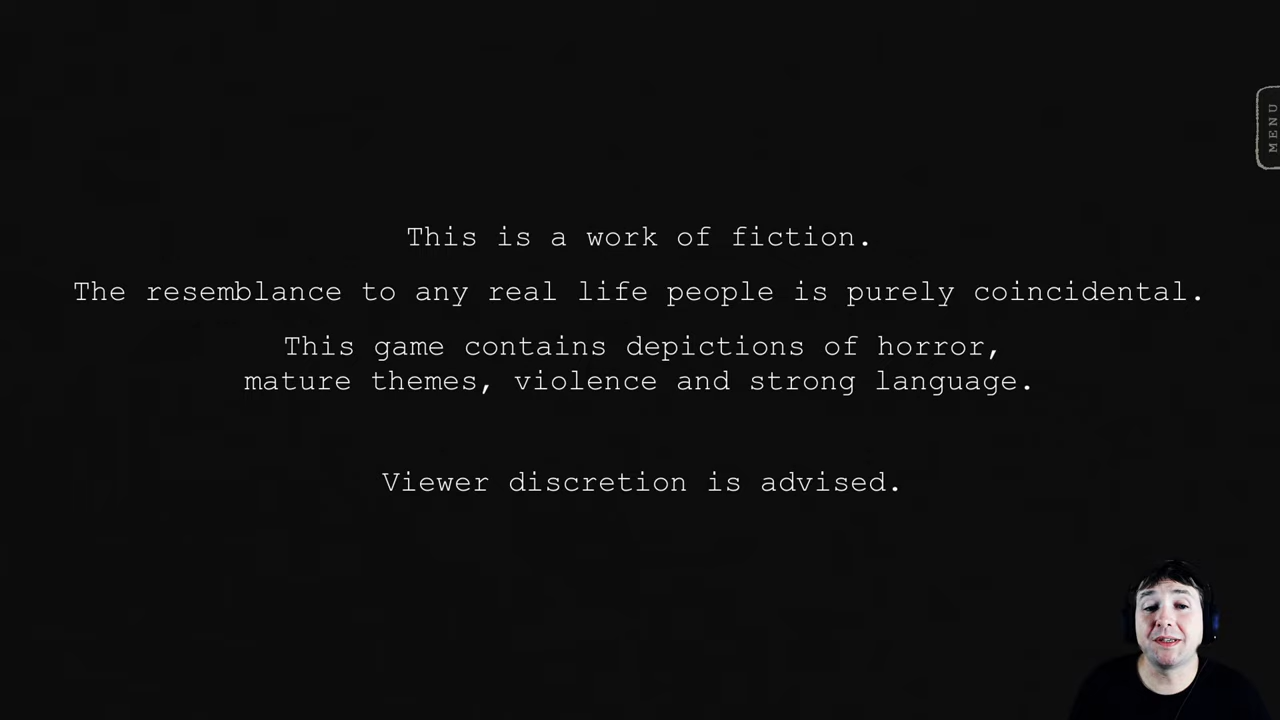 MENU
This is a work of fiction.
The resemblance to any real life people is purely coincidental.
This game contains depictions of horror,
mature themes, violence and strong language.
Viewer discretion is advised.